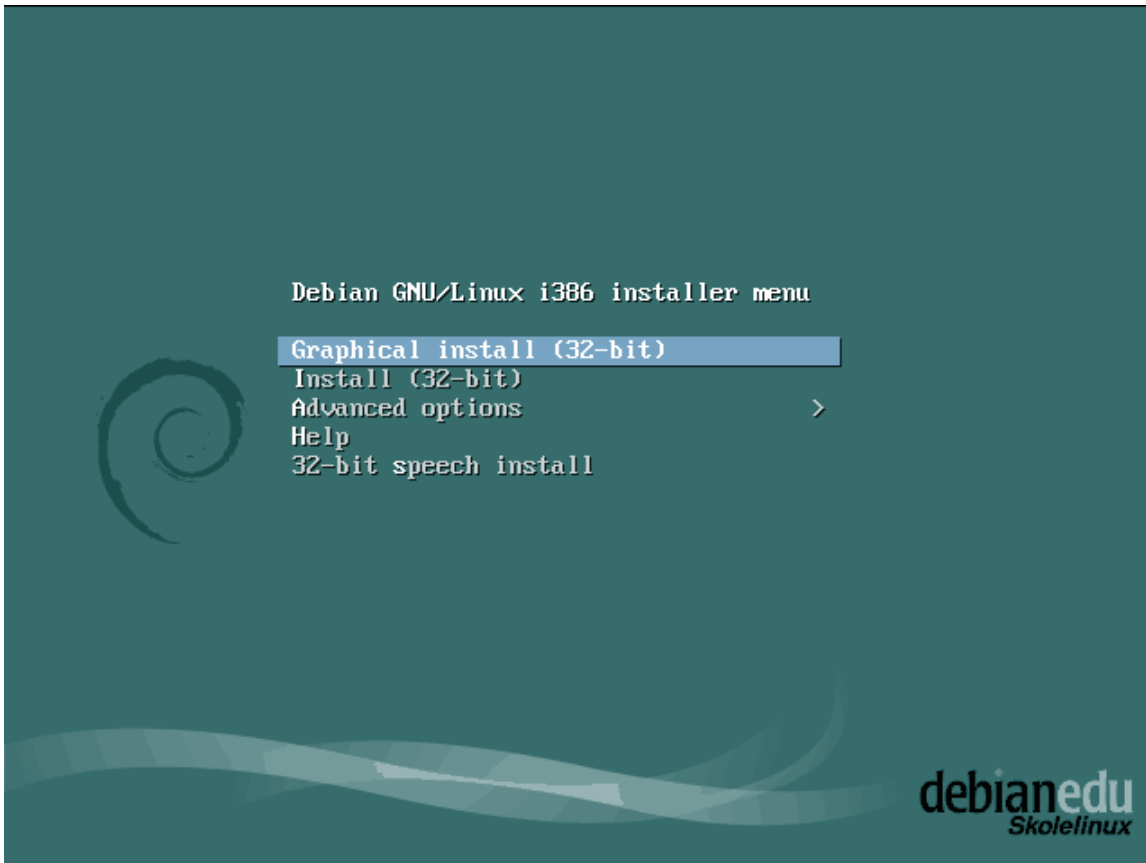 Debian GNU/Linux i386 installer menu
Graphical install (32-bit)
Install (32-bit)
Advanced options >
Help
32-bit speech install
debianedu
Skolelinux